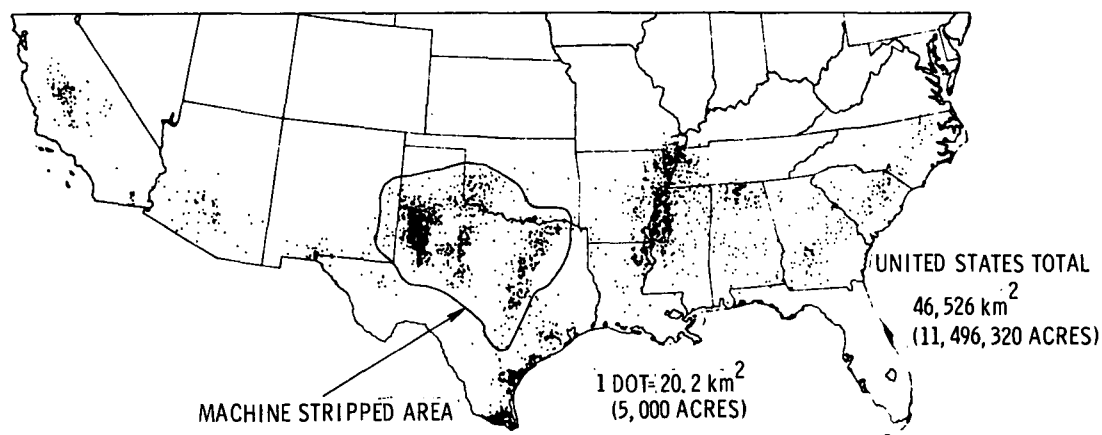 UNITED STATES TOTAL
46,526 km²
(11,496,320 ACRES)
1 DOT=20.2 km²
(5,000 ACRES)
MACHINE STRIPPED AREA